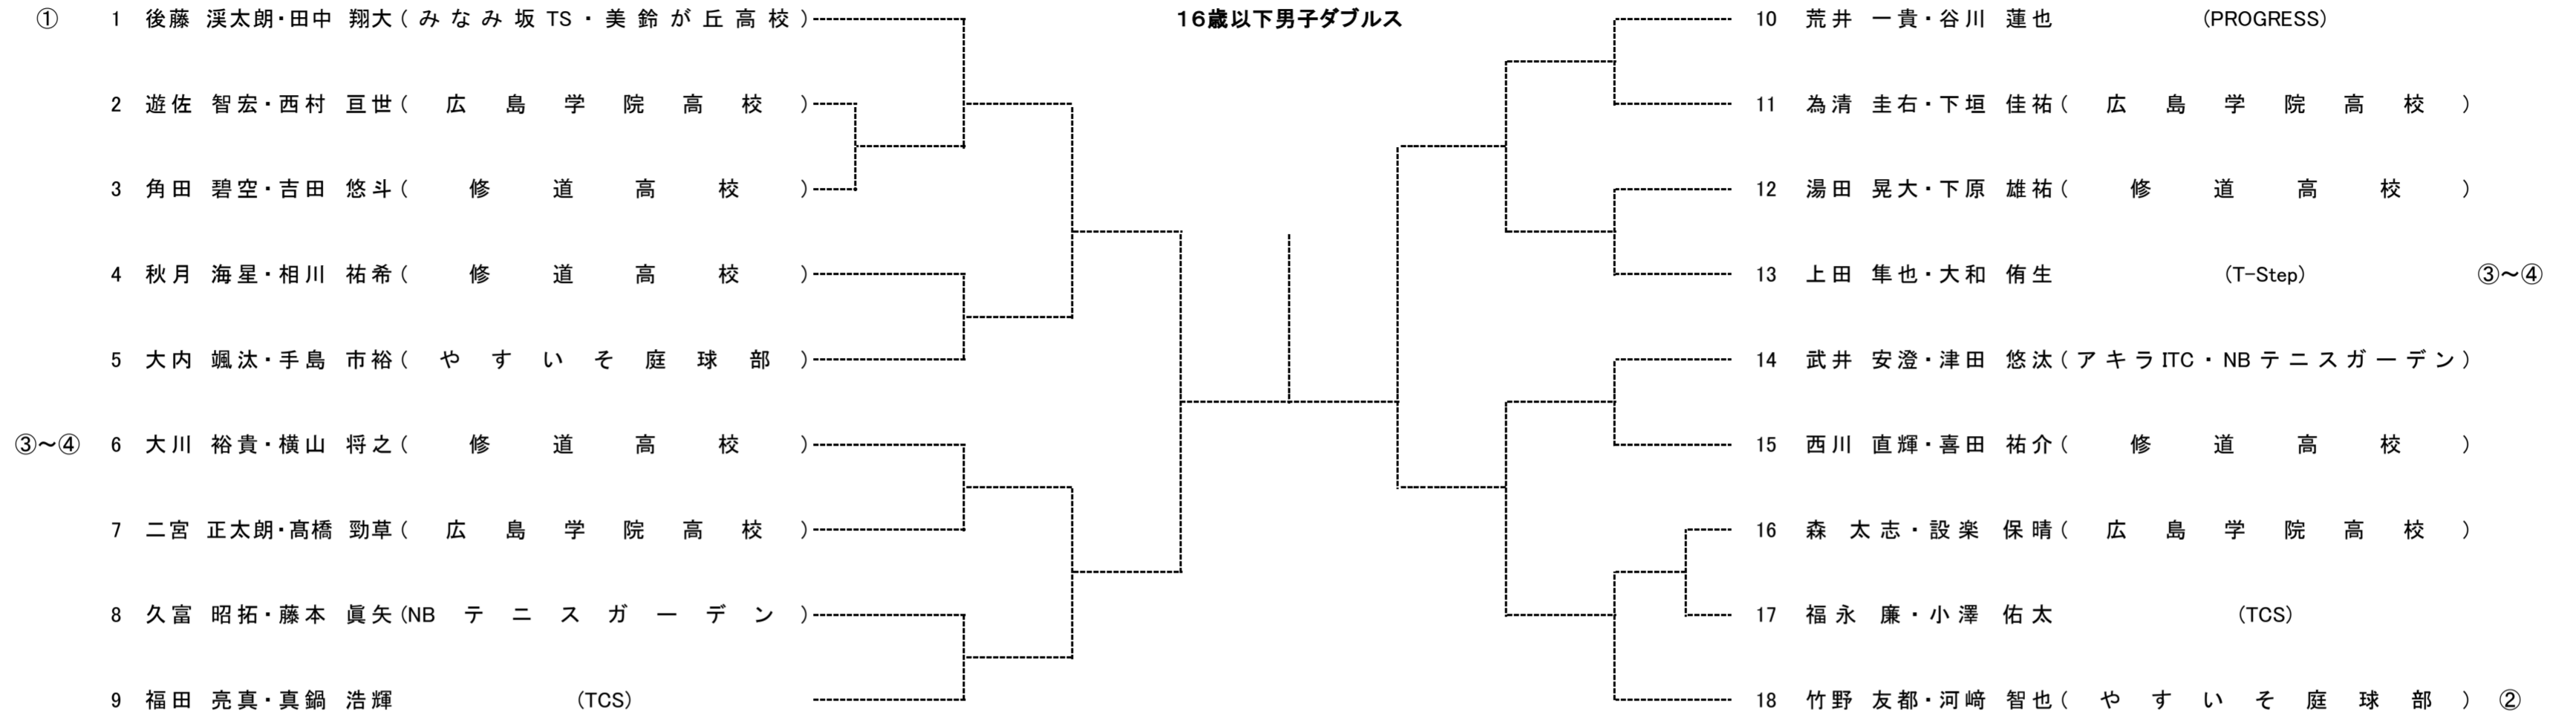 16歳以下男子ダブルス
① 1 後藤 渓太朗・田中 翔大(みなみ坂TS・美鈴が丘高校)
2 遊佐 智宏・西村 亘世(広島学院高校)
3 角田 碧空・吉田 悠斗(修道高校)
4 秋月 海星・相川 祐希(修道高校)
5 大内 颯汰・手島 市裕(やすいそ庭球部)
③～④ 6 大川 裕貴・横山 将之(修道高校)
7 二宮 正太朗・髙橋 勁草(広島学院高校)
8 久富 昭拓・藤本 眞矢(NBテニスガーデン)
9 福田 亮真・真鍋 浩輝 (TCS)
10 荒井 一貴・谷川 蓮也 (PROGRESS)
11 為清 圭右・下垣 佳祐(広島学院高校)
12 湯田 晃大・下原 雄祐(修道高校)
13 上田 隼也・大和 侑生 (T-Step) ③～④
14 武井 安澄・津田 悠汰(アキラITC・NBテニスガーデン)
15 西川 直輝・喜田 祐介(修道高校)
16 森 太志・設楽 保晴(広島学院高校)
17 福永 廉・小澤 佑太 (TCS)
18 竹野 友都・河﨑 智也(やすいそ庭球部) ②